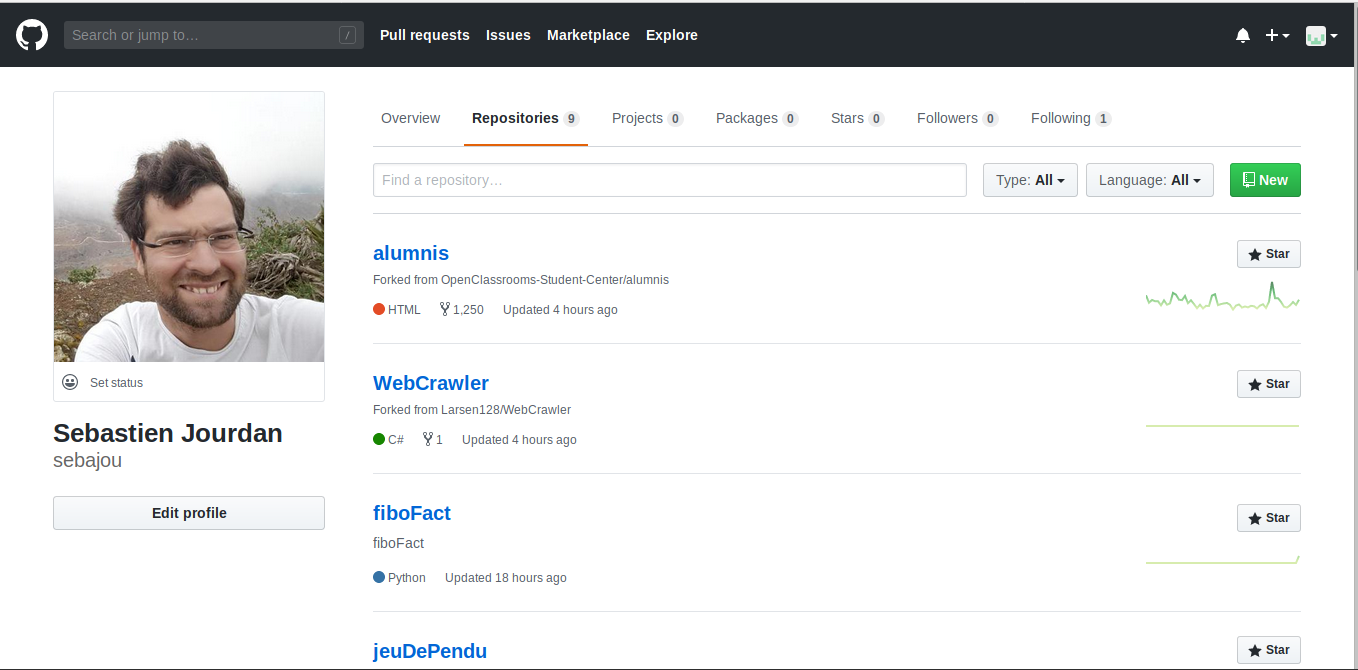 Search or jump to… / Pull requests Issues Marketplace Explore
Overview Repositories 9 Projects 0 Packages 0 Stars 0 Followers 0 Following 1
Find a repository… Type: All Language: All New
alumnis Star
Forked from OpenClassrooms-Student-Center/alumnis
HTML 1,250 Updated 4 hours ago
WebCrawler Star
Forked from Larsen128/WebCrawler
C# 1 Updated 4 hours ago
fiboFact Star
fiboFact
Python Updated 18 hours ago
jeuDePendu Star
Set status
Sebastien Jourdan
sebajou
Edit profile